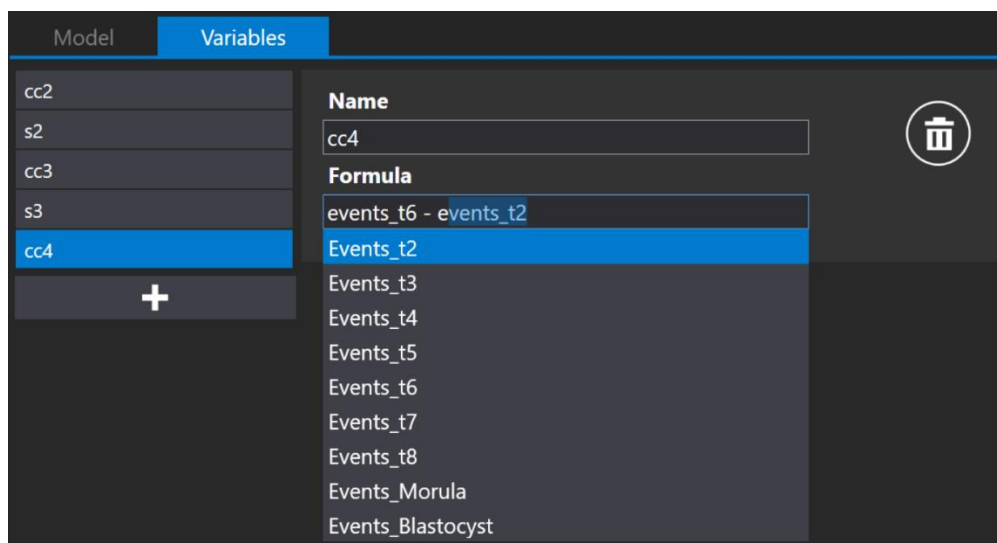 Model Variables
cc2
s2
cc3
s3
cc4
Name
cc4
Formula
events_t6 - events_t2
Events_t2
Events_t3
Events_t4
Events_t5
Events_t6
Events_t7
Events_t8
Events_Morula
Events_Blastocyst